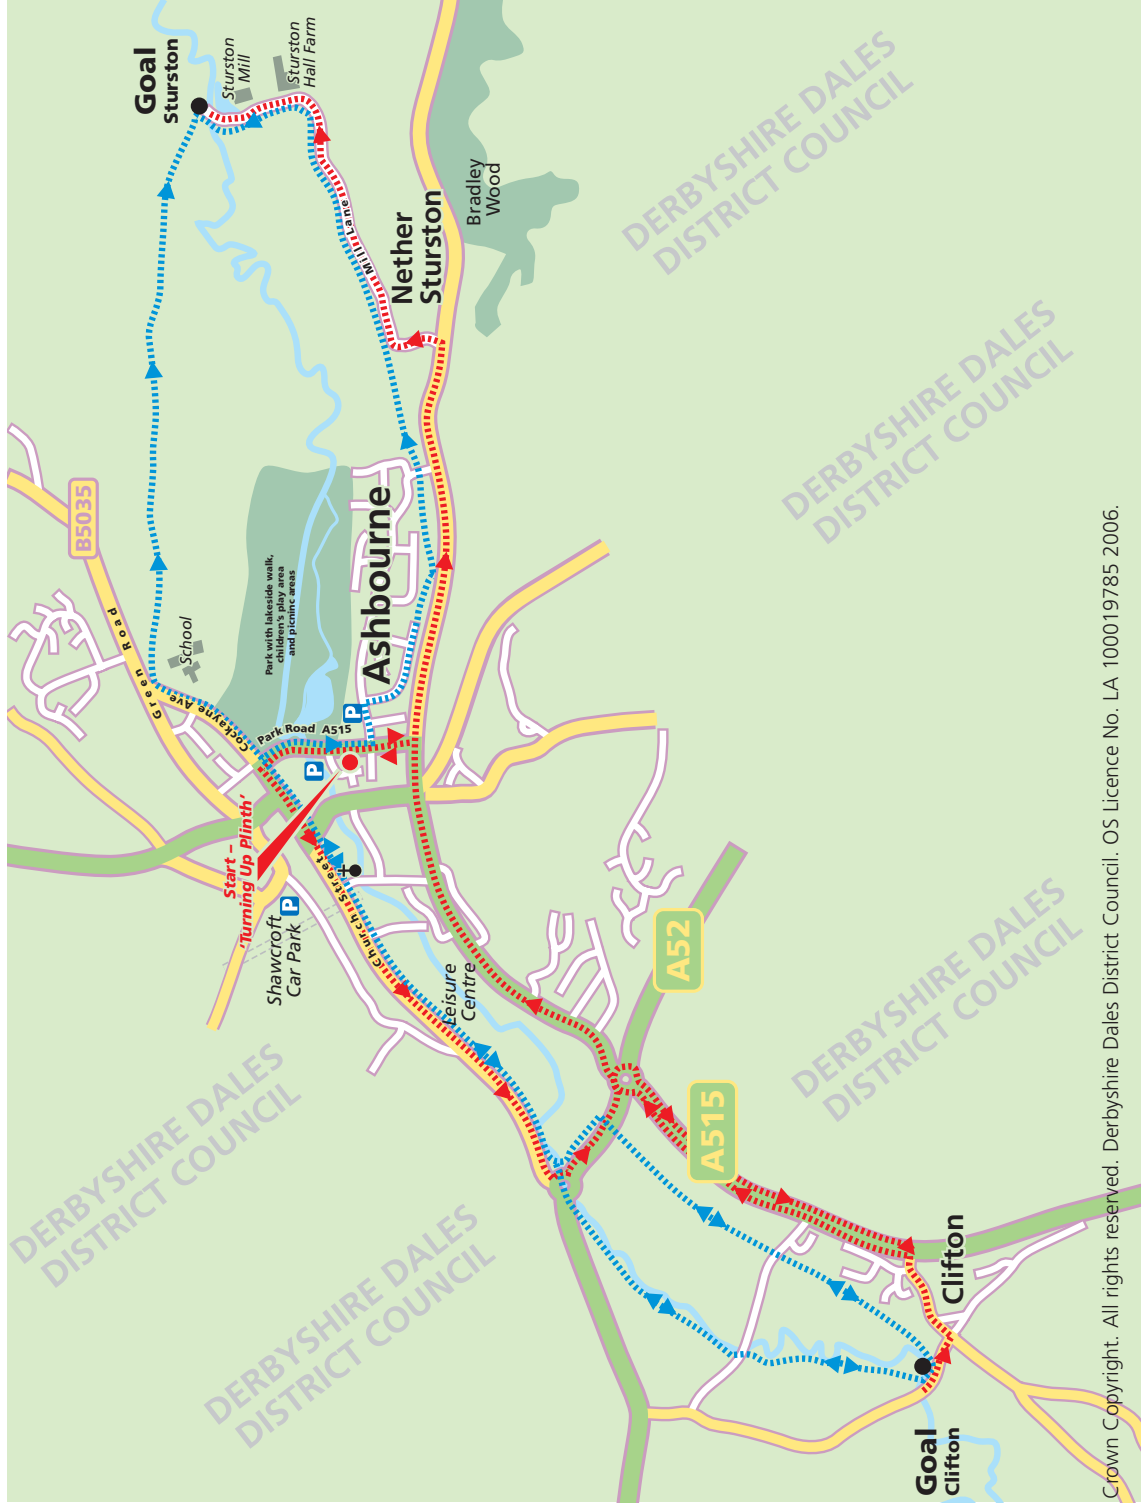 Goal
Sturston
Sturston
Mill
Sturston
Hall Farm
Mill Lane
Nether
Sturston
Bradley
Wood
B5035
Green Road
School
Cockayne Ave
Park with lakeside walk,
children's play area
and picninc areas
Park Road A515
P
P
Ashbourne
Start –
'Turning Up Plinth'
Shawcroft
Car Park
P
Church Street
Leisure
Centre
A52
A515
Clifton
Goal
Clifton
DERBYSHIRE DALES
DISTRICT COUNCIL
DERBYSHIRE DALES
DISTRICT COUNCIL
DERBYSHIRE DALES
DISTRICT COUNCIL
DERBYSHIRE DALES
DISTRICT COUNCIL
DERBYSHIRE DALES
DISTRICT COUNCIL
Crown Copyright. All rights reserved. Derbyshire Dales District Council. OS Licence No. LA 100019785 2006.